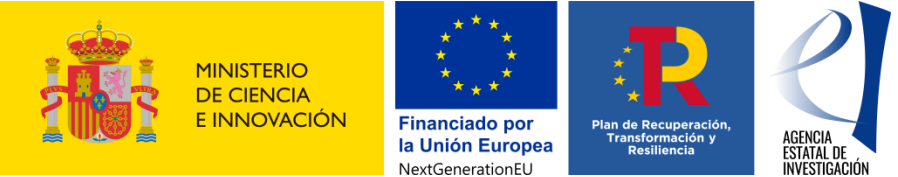 MINISTERIO
DE CIENCIA
E INNOVACIÓN
Financiado por
la Unión Europea
NextGenerationEU
Plan de Recuperación,
Transformación y
Resiliencia
AGENCIA
ESTATAL DE
INVESTIGACIÓN